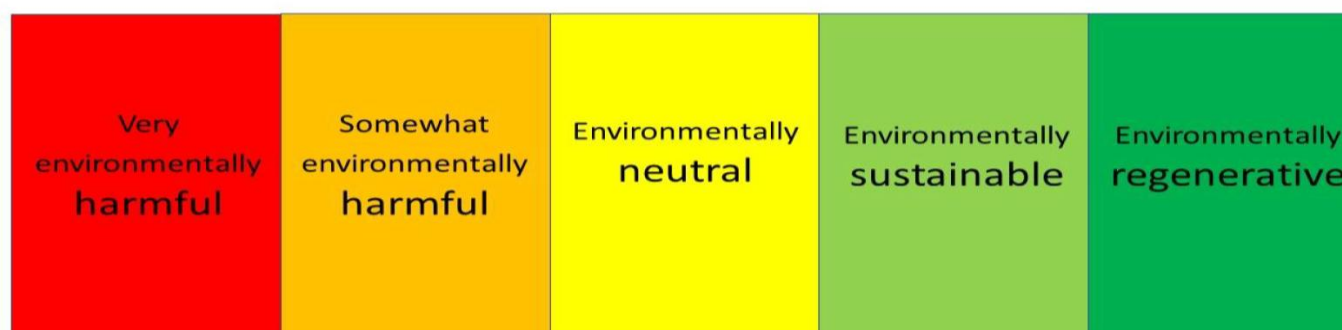 Very
environmentally
harmful
Somewhat
environmentally
harmful
Environmentally
neutral
Environmentally
sustainable
Environmentally
regenerative